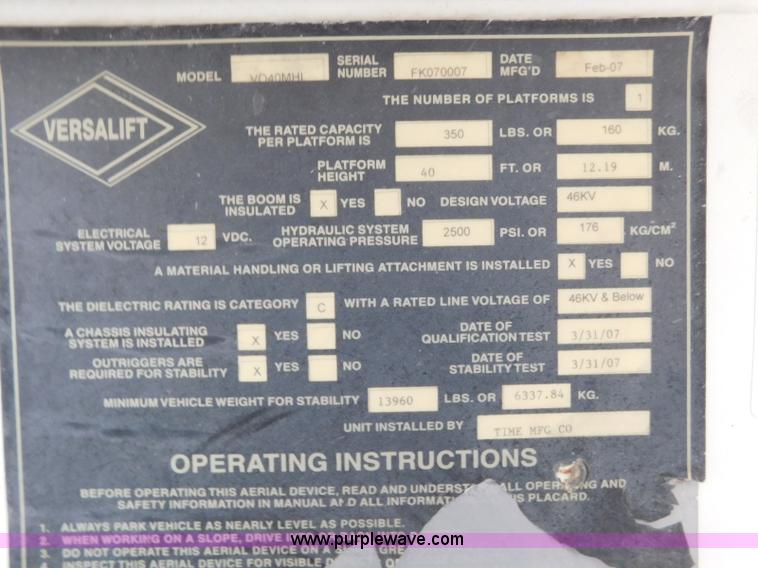 MODEL VO40MHI SERIAL NUMBER FK070007 DATE MFG'D Feb-07
THE NUMBER OF PLATFORMS IS 1
VERSALIFT
THE RATED CAPACITY PER PLATFORM IS 350 LBS. OR 160 KG.
PLATFORM HEIGHT 40 FT. OR 12.19 M.
THE BOOM IS INSULATED X YES NO DESIGN VOLTAGE 46KV
ELECTRICAL SYSTEM VOLTAGE 12 VDC. HYDRAULIC SYSTEM OPERATING PRESSURE 2500 PSI. OR 176 KG/CM²
A MATERIAL HANDLING OR LIFTING ATTACHMENT IS INSTALLED X YES NO
THE DIELECTRIC RATING IS CATEGORY C WITH A RATED LINE VOLTAGE OF 46KV & Below
A CHASSIS INSULATING SYSTEM IS INSTALLED X YES NO DATE OF QUALIFICATION TEST 3/31/07
OUTRIGGERS ARE REQUIRED FOR STABILITY X YES NO DATE OF STABILITY TEST 3/31/07
MINIMUM VEHICLE WEIGHT FOR STABILITY 13960 LBS. OR 6337.84 KG.
UNIT INSTALLED BY TIME MFG CO
OPERATING INSTRUCTIONS
BEFORE OPERATING THIS AERIAL DEVICE, READ AND UNDERST ALL OPERATING AND
SAFETY INFORMATION IN MANUAL AND ALL INFORMAT THIS PLACARD.
1. ALWAYS PARK VEHICLE AS NEARLY LEVEL AS POSSIBLE.
2. WHEN WORKING ON A SLOPE, DRIVE
www.purplewave.com
3. DO NOT OPERATE THIS AERIAL DEVICE ON A GRE
4. INSPECT THIS AERIAL DEVICE FOR VISIBLE